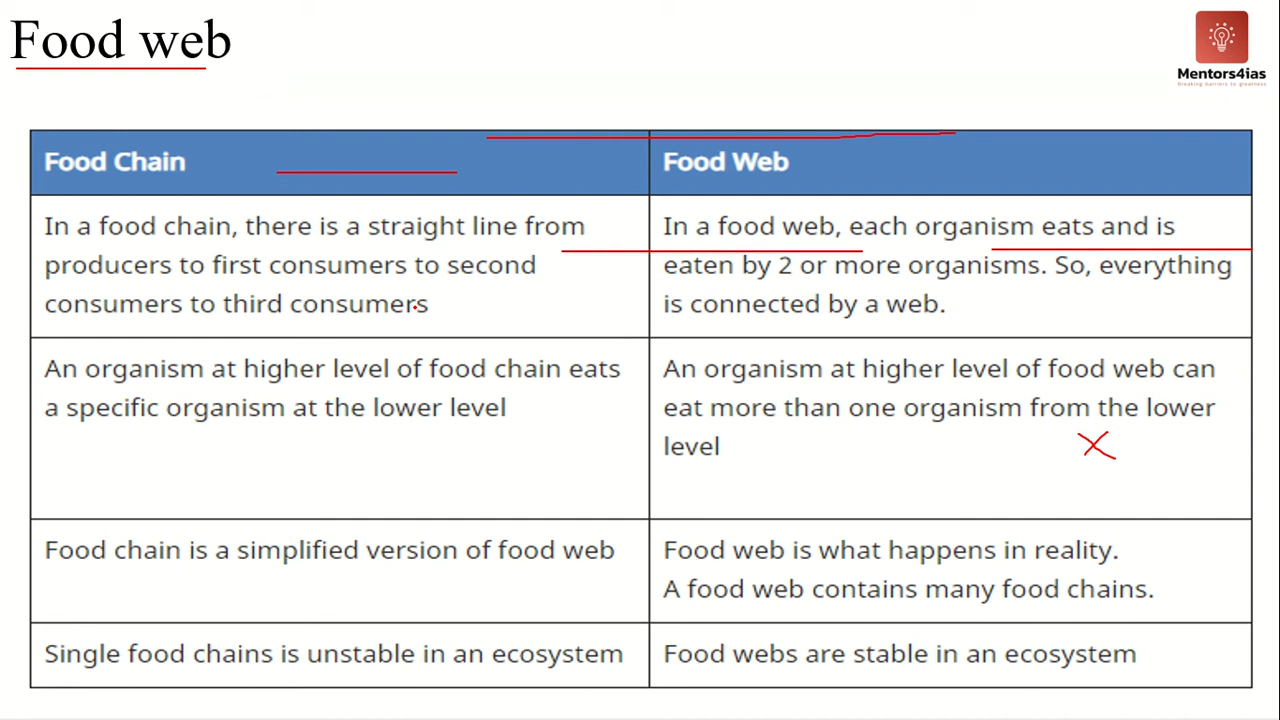 Food web
Mentors4ias
Breaking barriers to greatness
Food Chain
Food Web
In a food chain, there is a straight line from
producers to first consumers to second
consumers to third consumers
In a food web, each organism eats and is
eaten by 2 or more organisms. So, everything
is connected by a web.
An organism at higher level of food chain eats
a specific organism at the lower level
An organism at higher level of food web can
eat more than one organism from the lower
level
Food chain is a simplified version of food web
Food web is what happens in reality.
A food web contains many food chains.
Single food chains is unstable in an ecosystem
Food webs are stable in an ecosystem